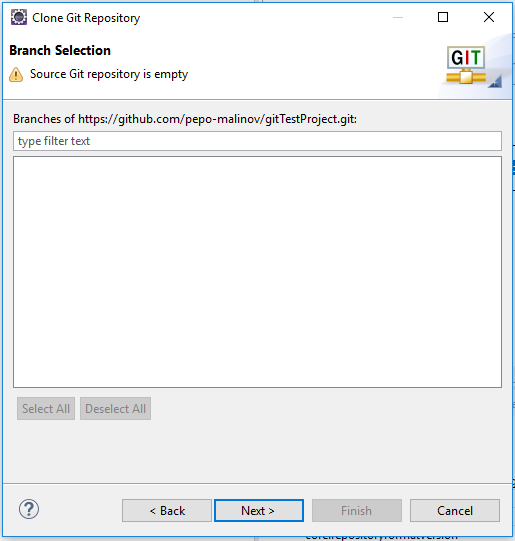 Clone Git Repository
Branch Selection
Source Git repository is empty
GIT
Branches of https://github.com/pepo-malinov/gitTestProject.git:
type filter text
Select All Deselect All
? < Back Next > Finish Cancel